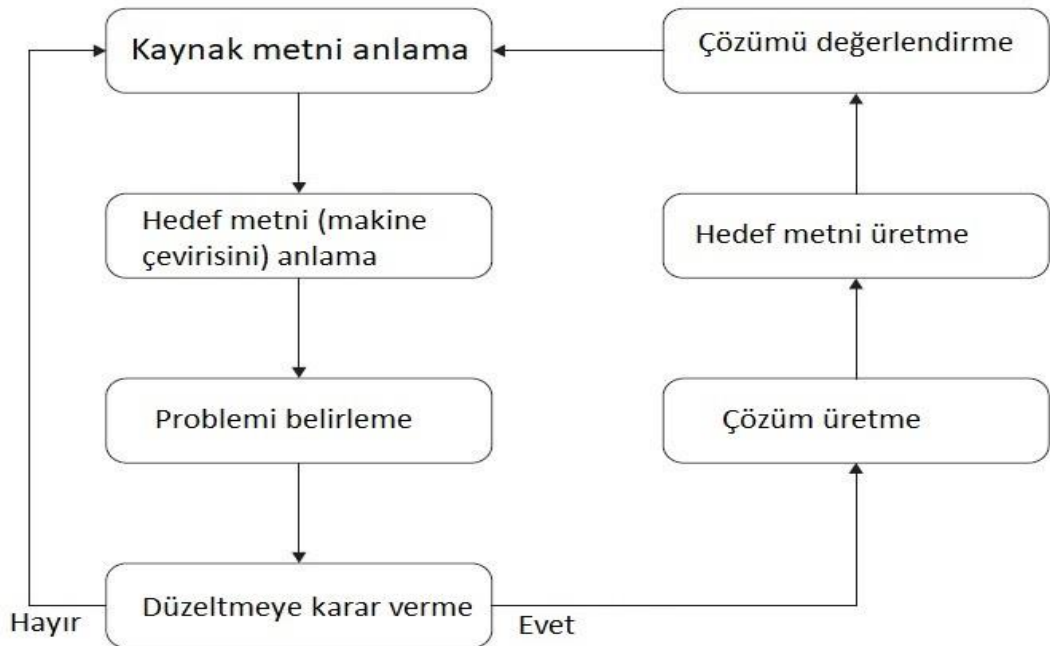 Kaynak metni anlama
Hedef metni (makine
çevirisini) anlama
Problemi belirleme
Düzeltmeye karar verme
Hayır
Evet
Çözüm üretme
Hedef metni üretme
Çözümü değerlendirme